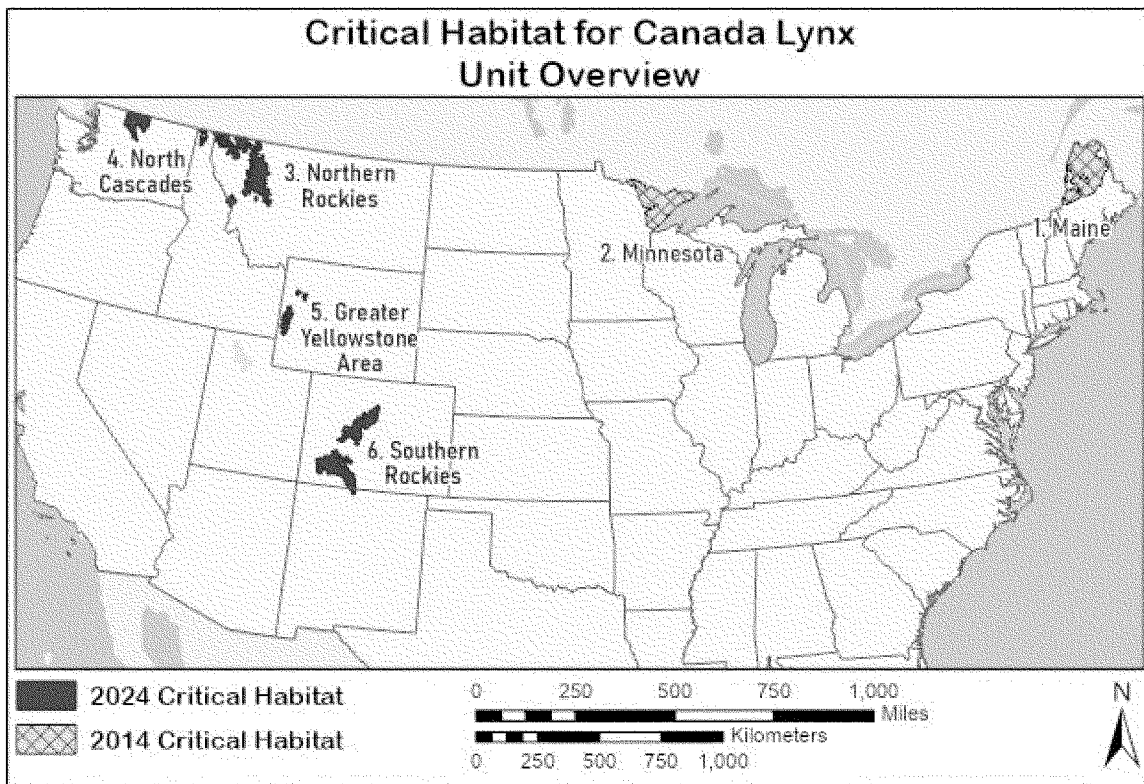 Critical Habitat for Canada Lynx
Unit Overview
4. North
Cascades
3. Northern
Rockies
1. Maine
2. Minnesota
5. Greater
Yellowstone
Area
6. Southern
Rockies
2024 Critical Habitat
2014 Critical Habitat
0 250 500 750 1,000
Miles
Kilometers
0 250 500 750 1,000
N